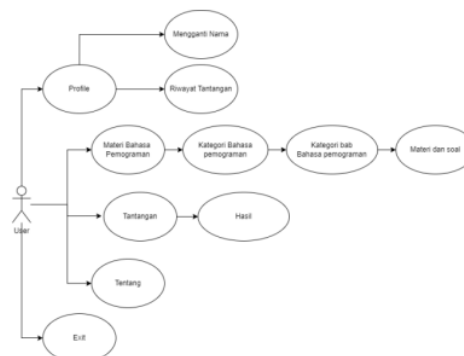 Mengganti Nama
Profile
Riwayat Tantangan
Materi Bahasa
Pemograman
Kategori Bahasa
pemograman
Kategori bab
Bahasa pemograman
Materi dan soal
User
Tantangan
Hasil
Tentang
Exit